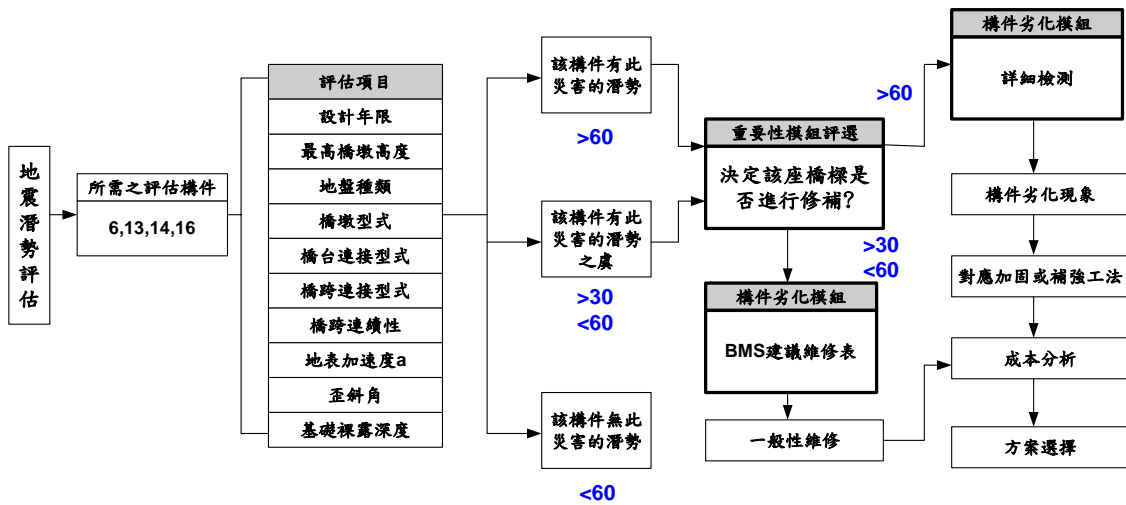 地震潛勢評估
所需之評估構件
6,13,14,16
評估項目
設計年限
最高橋墩高度
地盤種類
橋墩型式
橋台連接型式
橋跨連接型式
橋跨連續性
地表加速度a
歪斜角
基礎裸露深度
該構件有此
災害的潛勢
>60
該構件有此
災害的潛勢
之虞
>30
<60
該構件無此
災害的潛勢
<60
重要性模組評選
決定該座橋樑是
否進行修補?
>60
>30
<60
構件劣化模組
BMS建議維修表
一般性維修
構件劣化模組
詳細檢測
構件劣化現象
對應加固或補強工法
成本分析
方案選擇